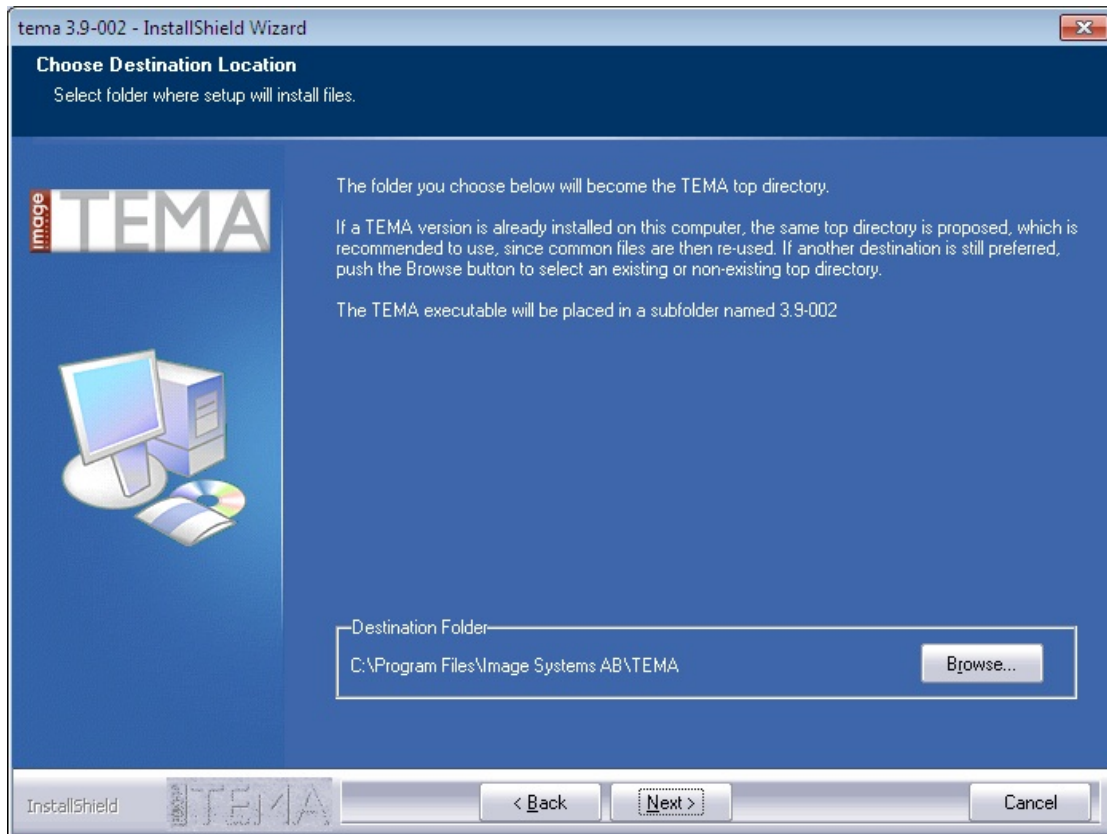 tema 3.9-002 - InstallShield Wizard
Choose Destination Location
Select folder where setup will install files.
image
TEMA
The folder you choose below will become the TEMA top directory.
If a TEMA version is already installed on this computer, the same top directory is proposed, which is
recommended to use, since common files are then re-used. If another destination is still preferred,
push the Browse button to select an existing or non-existing top directory.
The TEMA executable will be placed in a subfolder named 3.9-002
Destination Folder
C:\Program Files\Image Systems AB\TEMA
Browse...
InstallShield
TEMA
< Back
Next >
Cancel